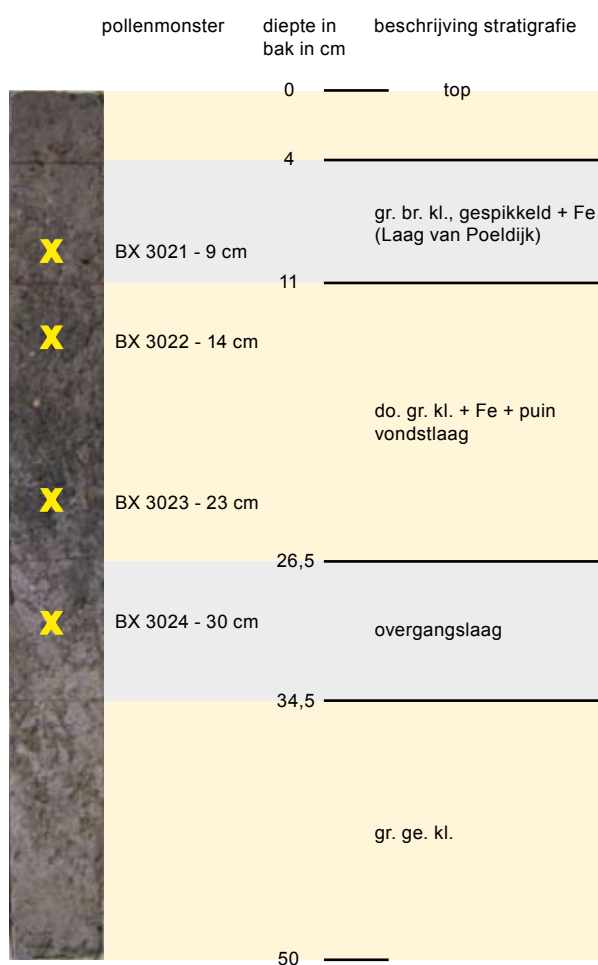 pollenmonster diepte in beschrijving stratigrafie
bak in cm
0 top
4
gr. br. kl., gespikkeld + Fe
(Laag van Poeldijk)
X BX 3021 - 9 cm
11
X BX 3022 - 14 cm
do. gr. kl. + Fe + puin
vondstlaag
X BX 3023 - 23 cm
26,5
X BX 3024 - 30 cm
overgangslaag
34,5
gr. ge. kl.
50